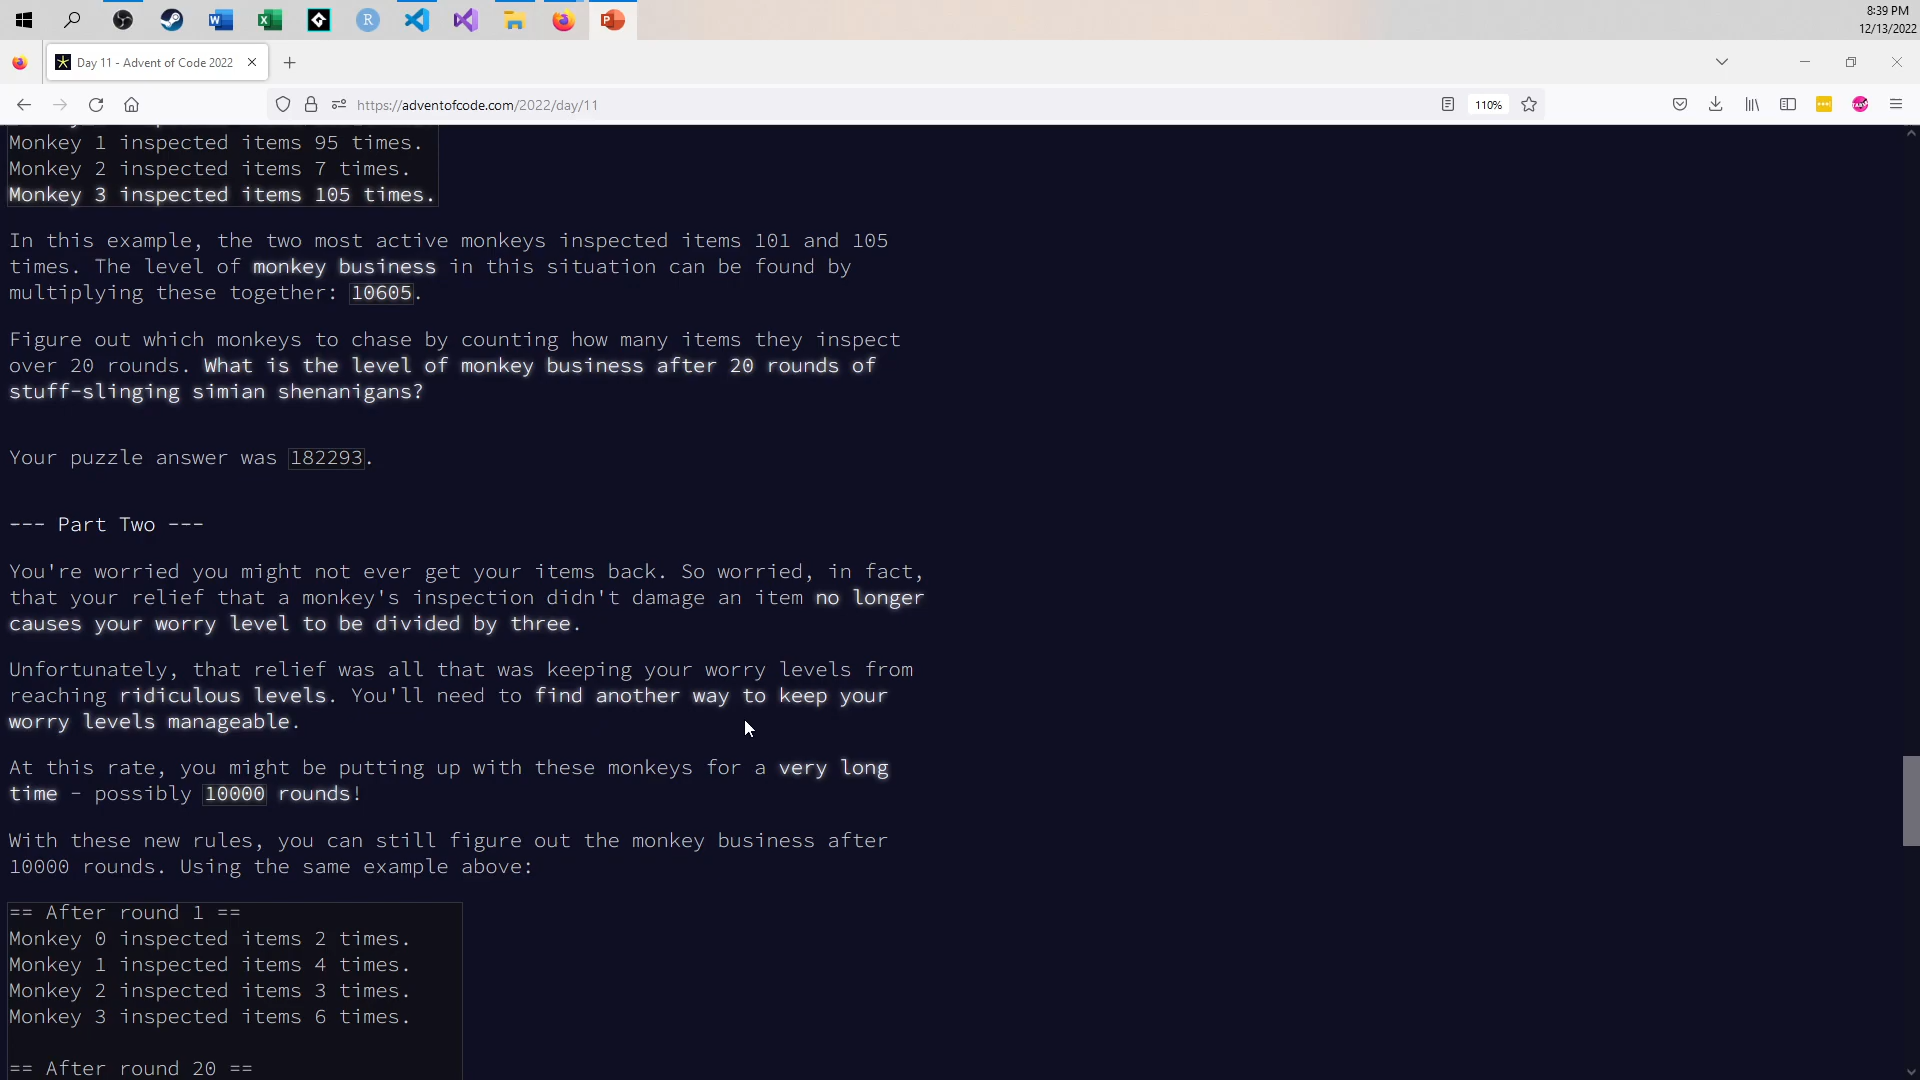 8:39 PM
12/13/2022
Day 11 - Advent of Code 2022
https://adventofcode.com/2022/day/11
110%
Monkey 1 inspected items 95 times.
Monkey 2 inspected items 7 times.
Monkey 3 inspected items 105 times.
In this example, the two most active monkeys inspected items 101 and 105
times. The level of monkey business in this situation can be found by
multiplying these together: 10605.
Figure out which monkeys to chase by counting how many items they inspect
over 20 rounds. What is the level of monkey business after 20 rounds of
stuff-slinging simian shenanigans?
Your puzzle answer was 182293.
--- Part Two ---
You're worried you might not ever get your items back. So worried, in fact,
that your relief that a monkey's inspection didn't damage an item no longer
causes your worry level to be divided by three.
Unfortunately, that relief was all that was keeping your worry levels from
reaching ridiculous levels. You'll need to find another way to keep your
worry levels manageable.
At this rate, you might be putting up with these monkeys for a very long
time - possibly 10000 rounds!
With these new rules, you can still figure out the monkey business after
10000 rounds. Using the same example above:
== After round 1 ==
Monkey 0 inspected items 2 times.
Monkey 1 inspected items 4 times.
Monkey 2 inspected items 3 times.
Monkey 3 inspected items 6 times.
== After round 20 ==